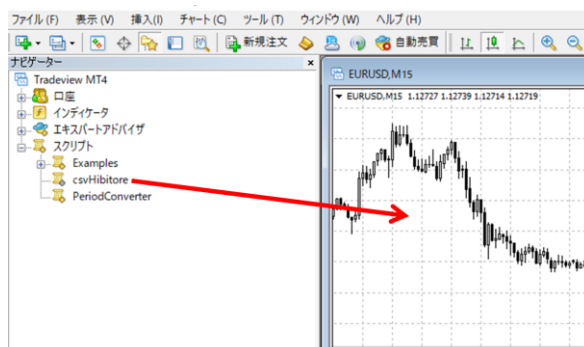 ファイル (F) 表示 (V) 挿入(I) チャート(C) ツール (T) ウィンドウ (W) ヘルプ (H)
新規注文 自動売買
ナビゲーター
Tradeview MT4
口座
インディケータ
エキスパートアドバイザ
スクリプト
Examples
csvHibitore
PeriodConverter
EURUSD,M15
EURUSD,M15 1.12727 1.12739 1.12714 1.12719